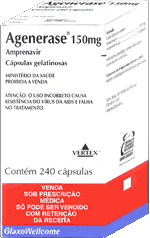 Agenerase® 150mg
Amprenavir
Cápsulas gelatinosas
MINISTÉRIO DA SAÚDE
PROIBIDA A VENDA
ATENÇÃO: O USO INCORRETO CAUSA
RESISTÊNCIA DO VÍRUS DA AIDS E FALHA
NO TRATAMENTO.
VERTEX
Contém 240 cápsulas
VENDA
SOB PRESCRIÇÃO
MÉDICA
SÓ PODE SER VENDIDO
COM RETENÇÃO
DA RECEITA
GlaxoWellcome